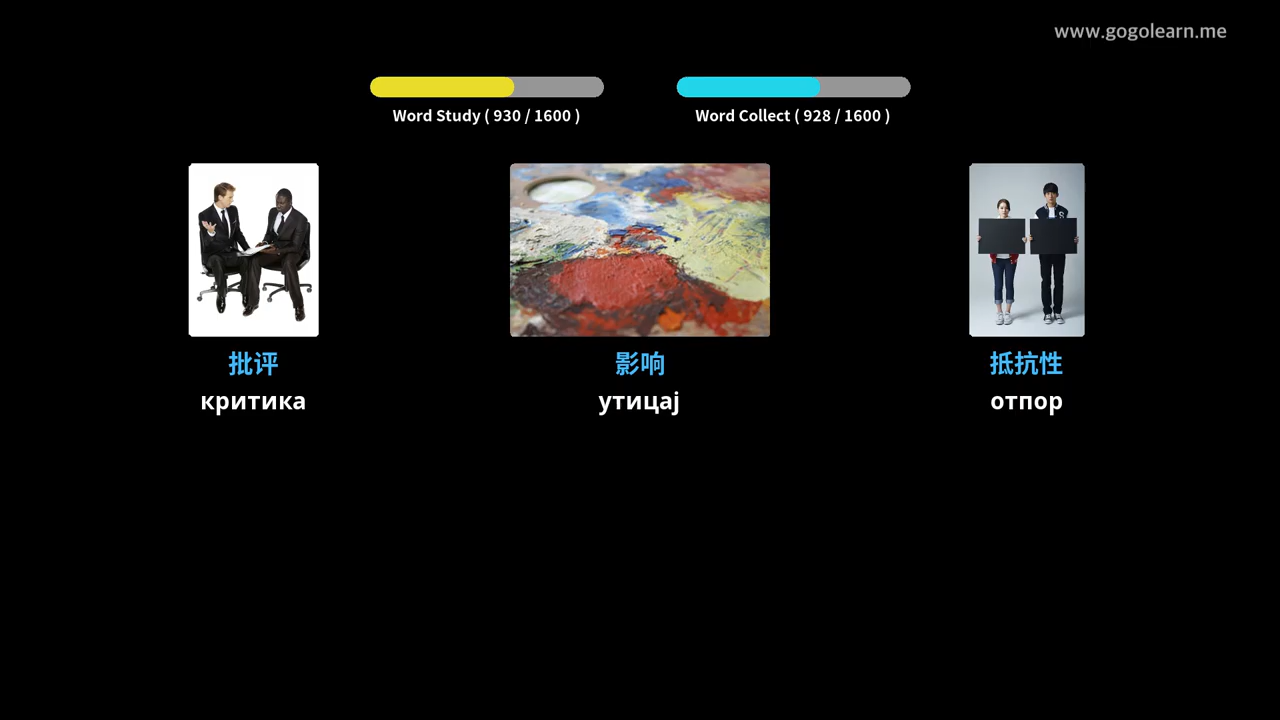 www.gogolearn.me
Word Study ( 930 / 1600 )
Word Collect ( 928 / 1600 )
批评
критика
影响
утицај
抵抗性
отпор